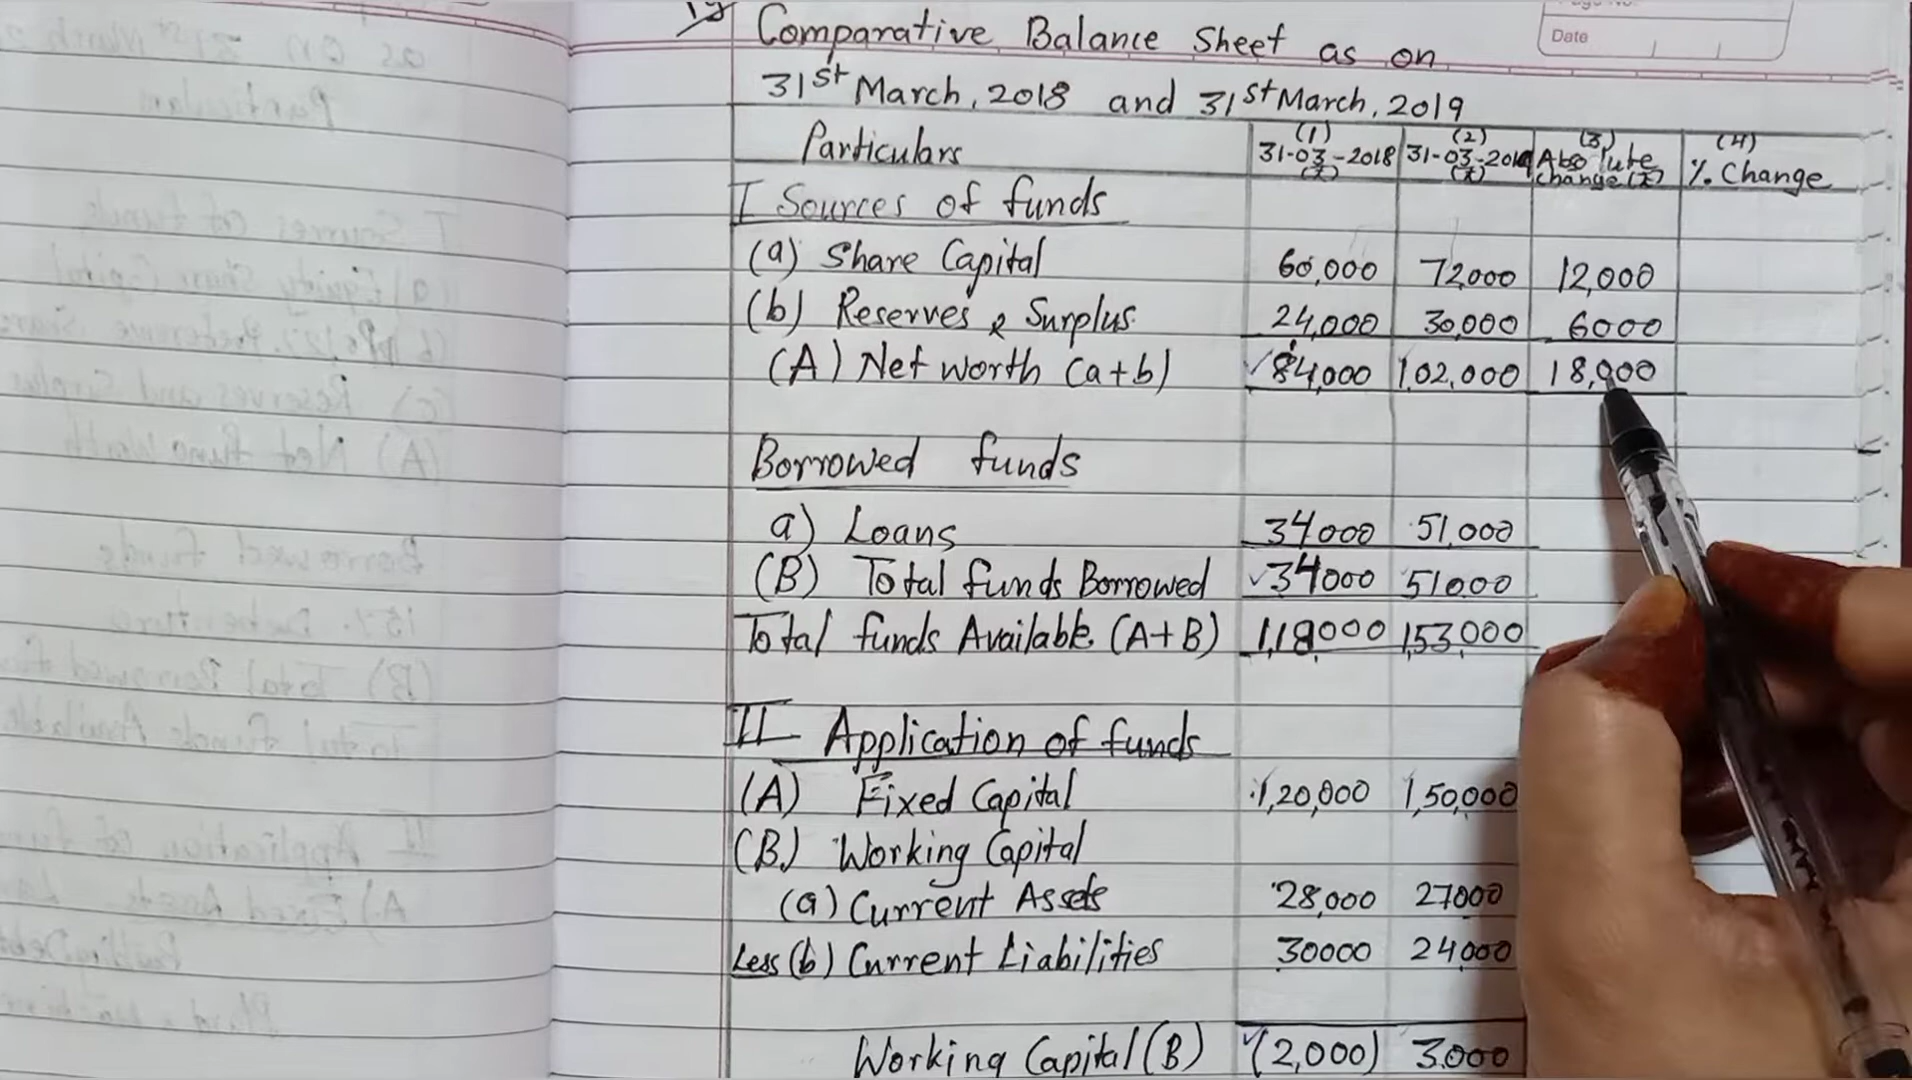 Comparative Balance Sheet as on
Date
31st March, 2018 and 31st March, 2019
Particulars (1) 31-03-2018 (₹) (2) 31-03-2019 (₹) (3) Absolute Change (₹) (4) % Change
I Sources of funds
(a) Share Capital 60,000 72,000 12,000
(b) Reserves & Surplus 24,000 30,000 6000
(A) Net worth (a+b) 84,000 1,02,000 18,000
Borrowed funds
a) Loans 34000 51,000
(B) Total funds Borrowed 34000 51000
Total funds Available (A+B) 1,18000 1,53,000
II Application of funds
(A) Fixed Capital 1,20,000 1,50,000
(B) Working Capital
(a) Current Assets 28,000 27000
Less (b) Current Liabilities 30000 24,000
Working Capital (B) (2,000) 3000